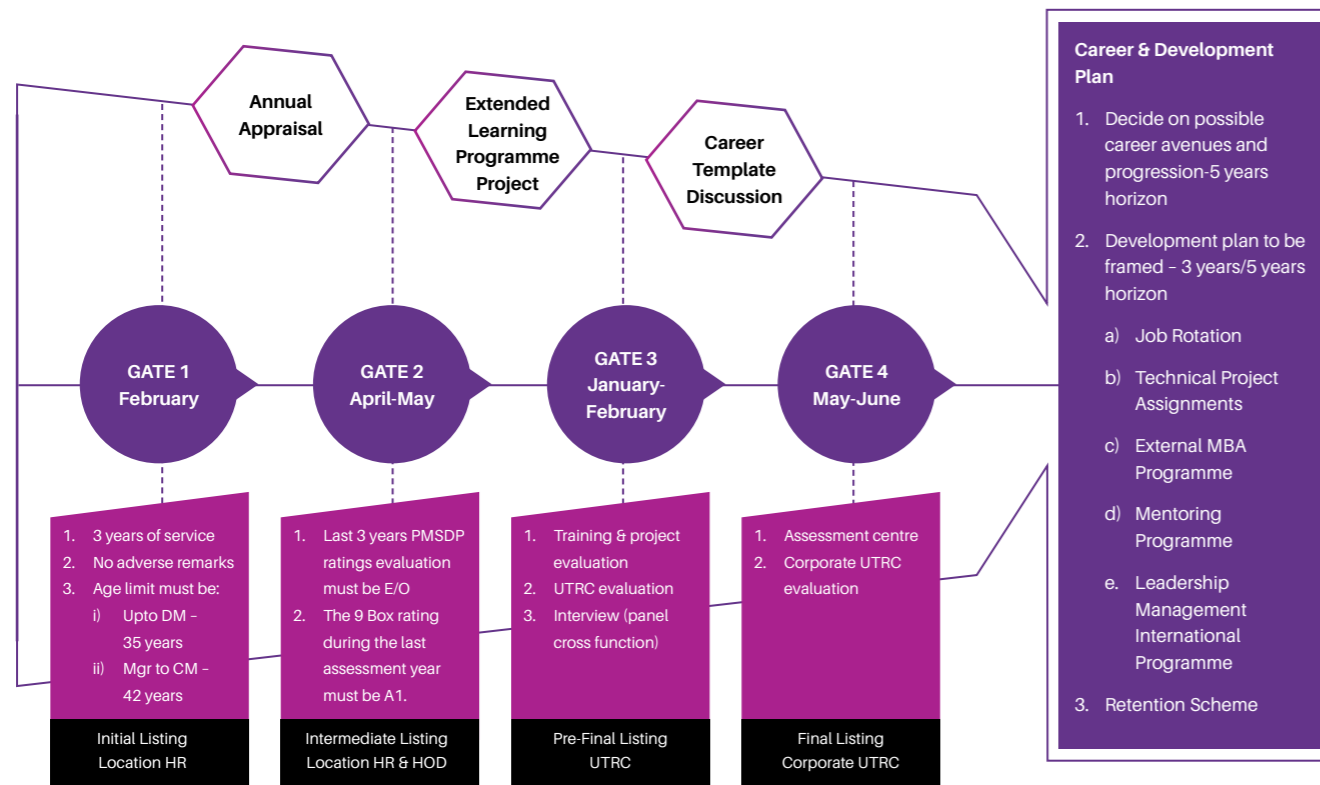 Annual
Appraisal
Extended
Learning
Programme
Project
Career
Template
Discussion
GATE 1
February
GATE 2
April-May
GATE 3
January-
February
GATE 4
May-June
1. 3 years of service
2. No adverse remarks
3. Age limit must be:
i) Upto DM –
35 years
ii) Mgr to CM –
42 years
Initial Listing
Location HR
1. Last 3 years PMSDP
ratings evaluation
must be E/O
2. The 9 Box rating
during the last
assessment year
must be A1.
Intermediate Listing
Location HR & HOD
1. Training & project
evaluation
2. UTRC evaluation
3. Interview (panel
cross function)
Pre-Final Listing
UTRC
1. Assessment centre
2. Corporate UTRC
evaluation
Final Listing
Corporate UTRC
Career & Development
Plan
1. Decide on possible
career avenues and
progression-5 years
horizon
2. Development plan to be
framed – 3 years/5 years
horizon
a) Job Rotation
b) Technical Project
Assignments
c) External MBA
Programme
d) Mentoring
Programme
e. Leadership
Management
International
Programme
3. Retention Scheme